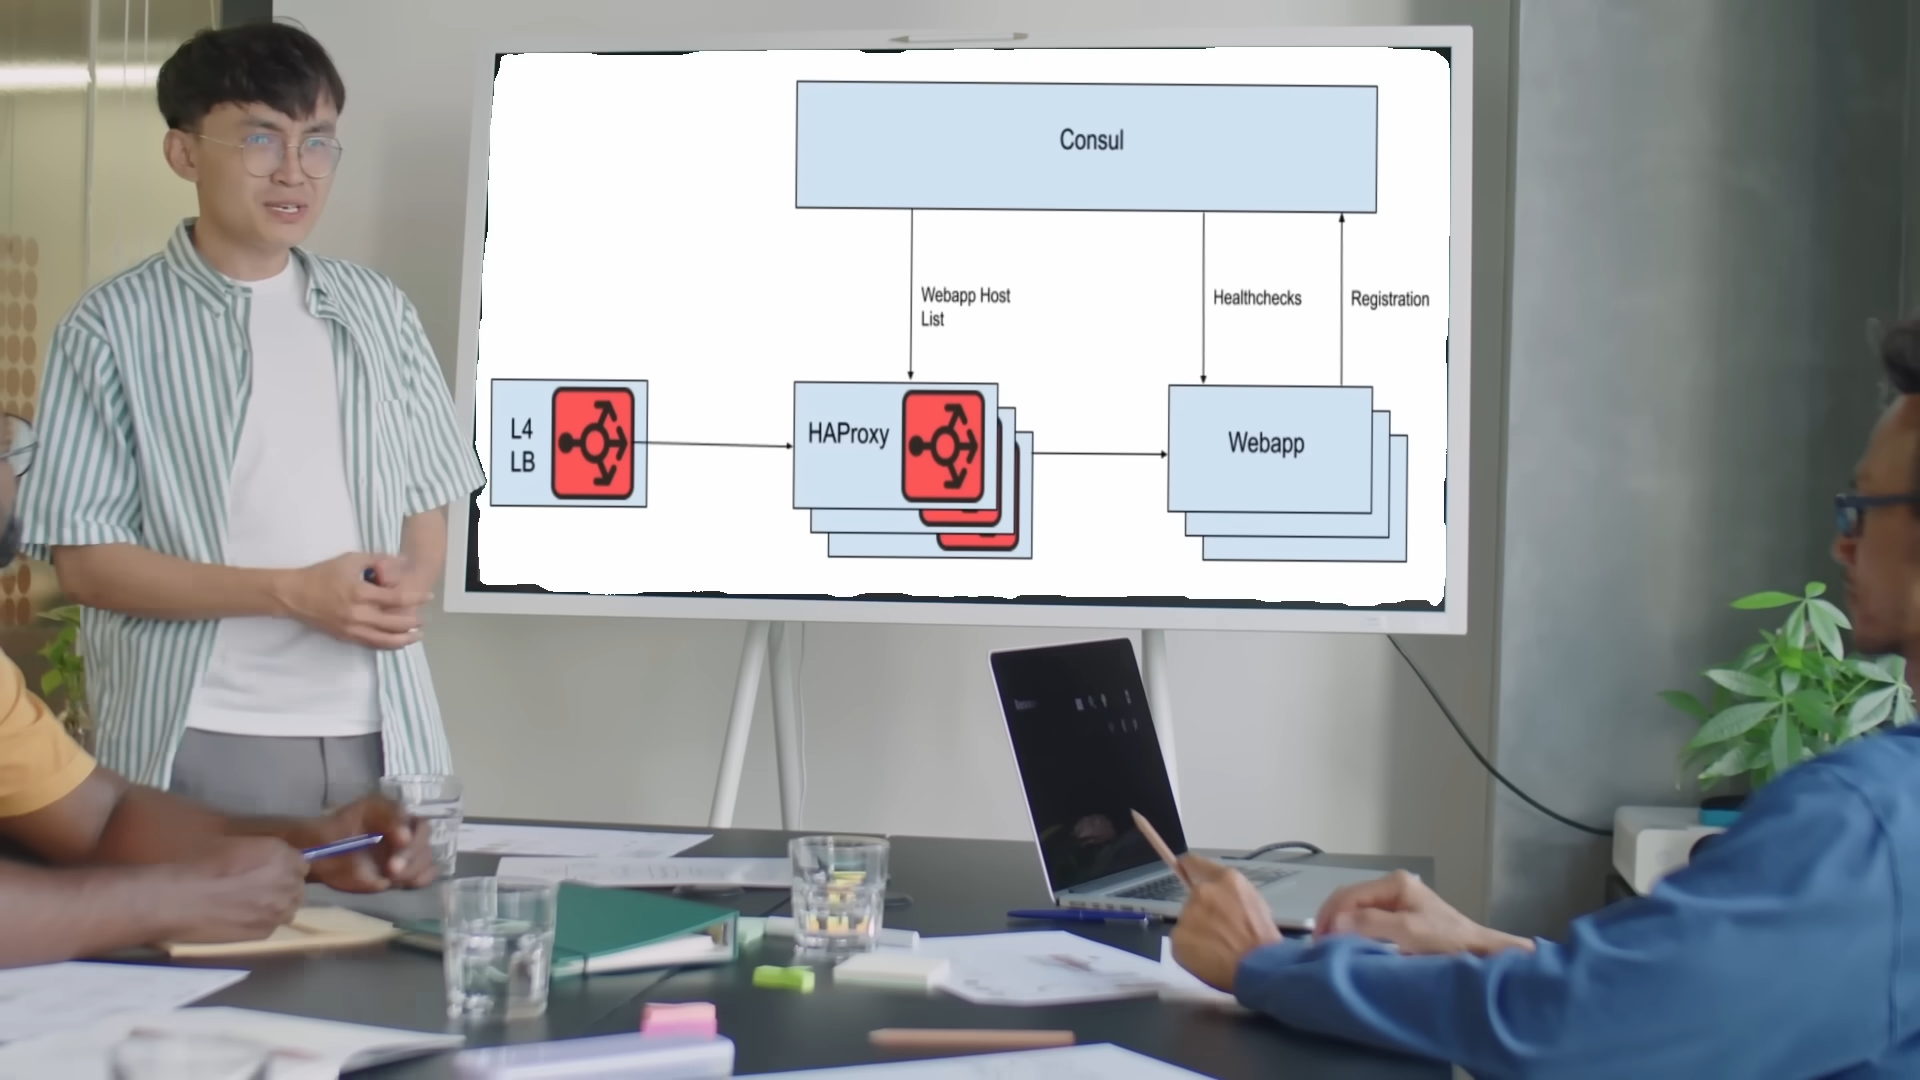 Consul
Webapp Host
List
Healthchecks
Registration
L4
LB
HAProxy
Webapp